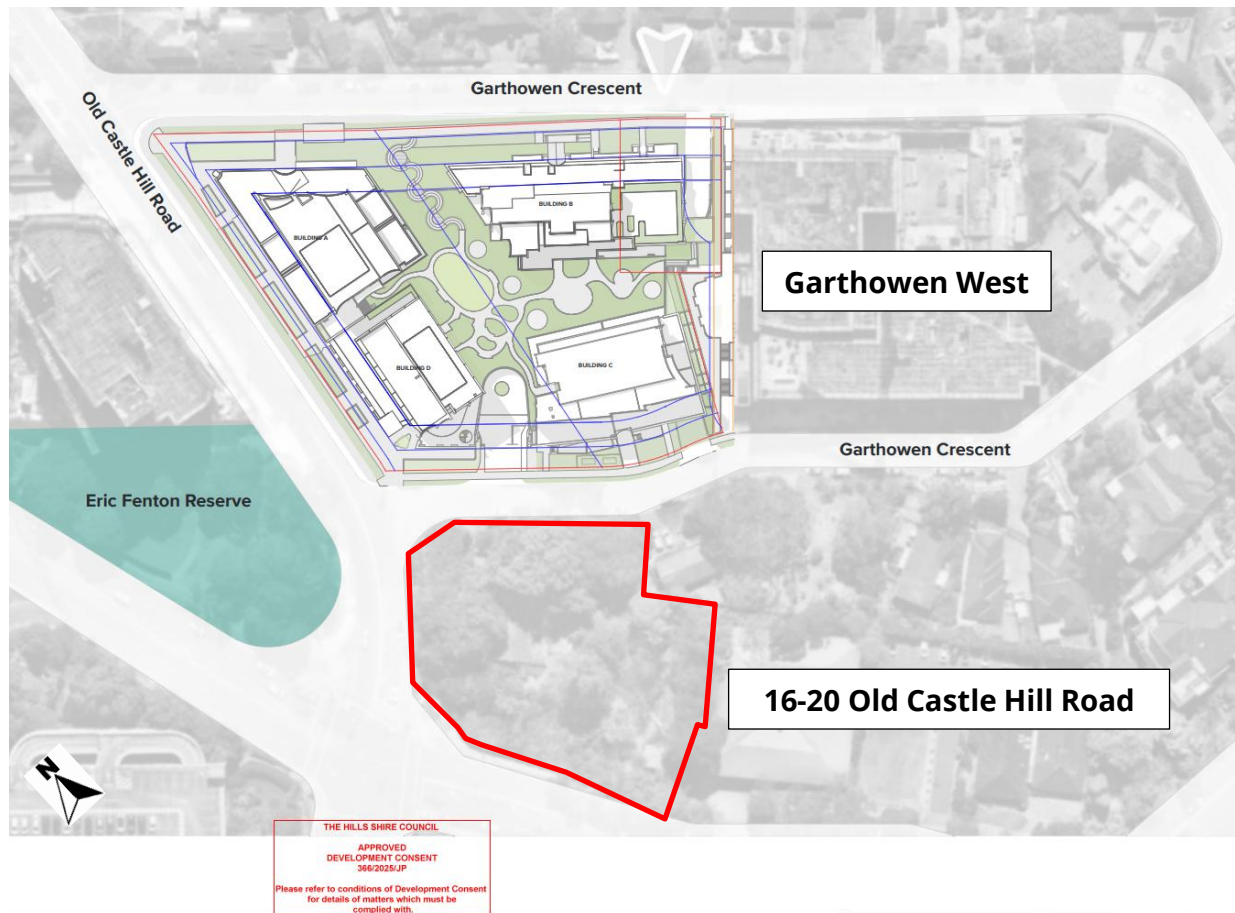 Garthowen Crescent
Old Castle Hill Road
BUILDING B
BUILDING A
Garthowen West
BUILDING C
BUILDING D
Garthowen Crescent
Eric Fenton Reserve
16-20 Old Castle Hill Road
N
THE HILLS SHIRE COUNCIL
APPROVED
DEVELOPMENT CONSENT
366/2025/JP
Please refer to conditions of Development Consent
for details of matters which must be
complied with.